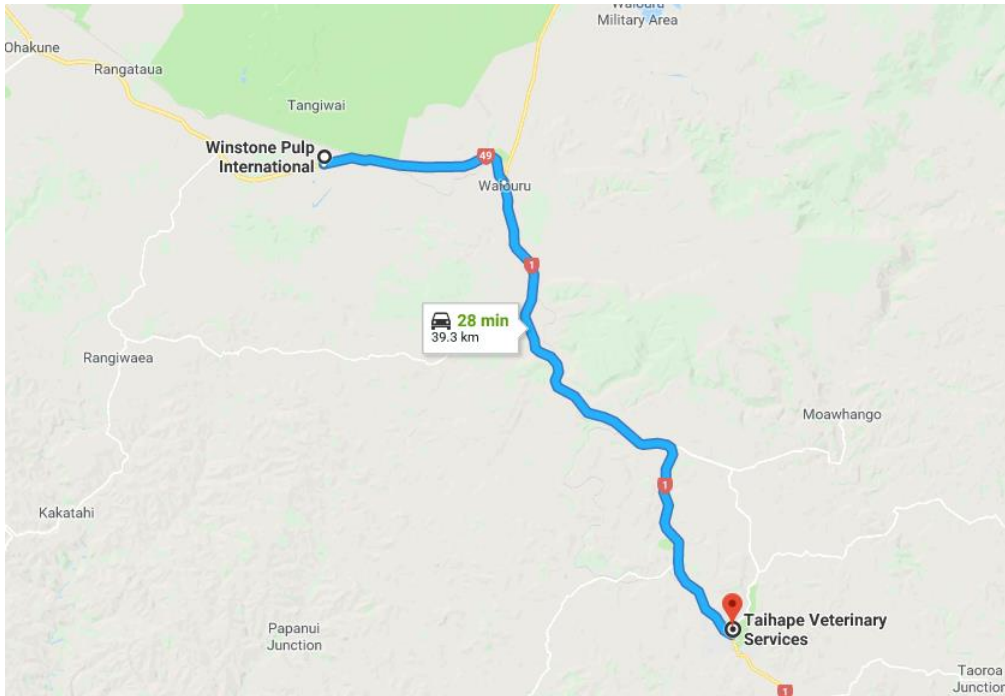 Waiouru
Military Area
Ohakune
Rangataua
Tangiwai
Winstone Pulp
International
49
Waiouru
1
28 min
39.3 km
Rangiwaea
Moawhango
1
Kakatahi
Taihape Veterinary
Services
Papanui
Junction
Taoroa
Junction
1